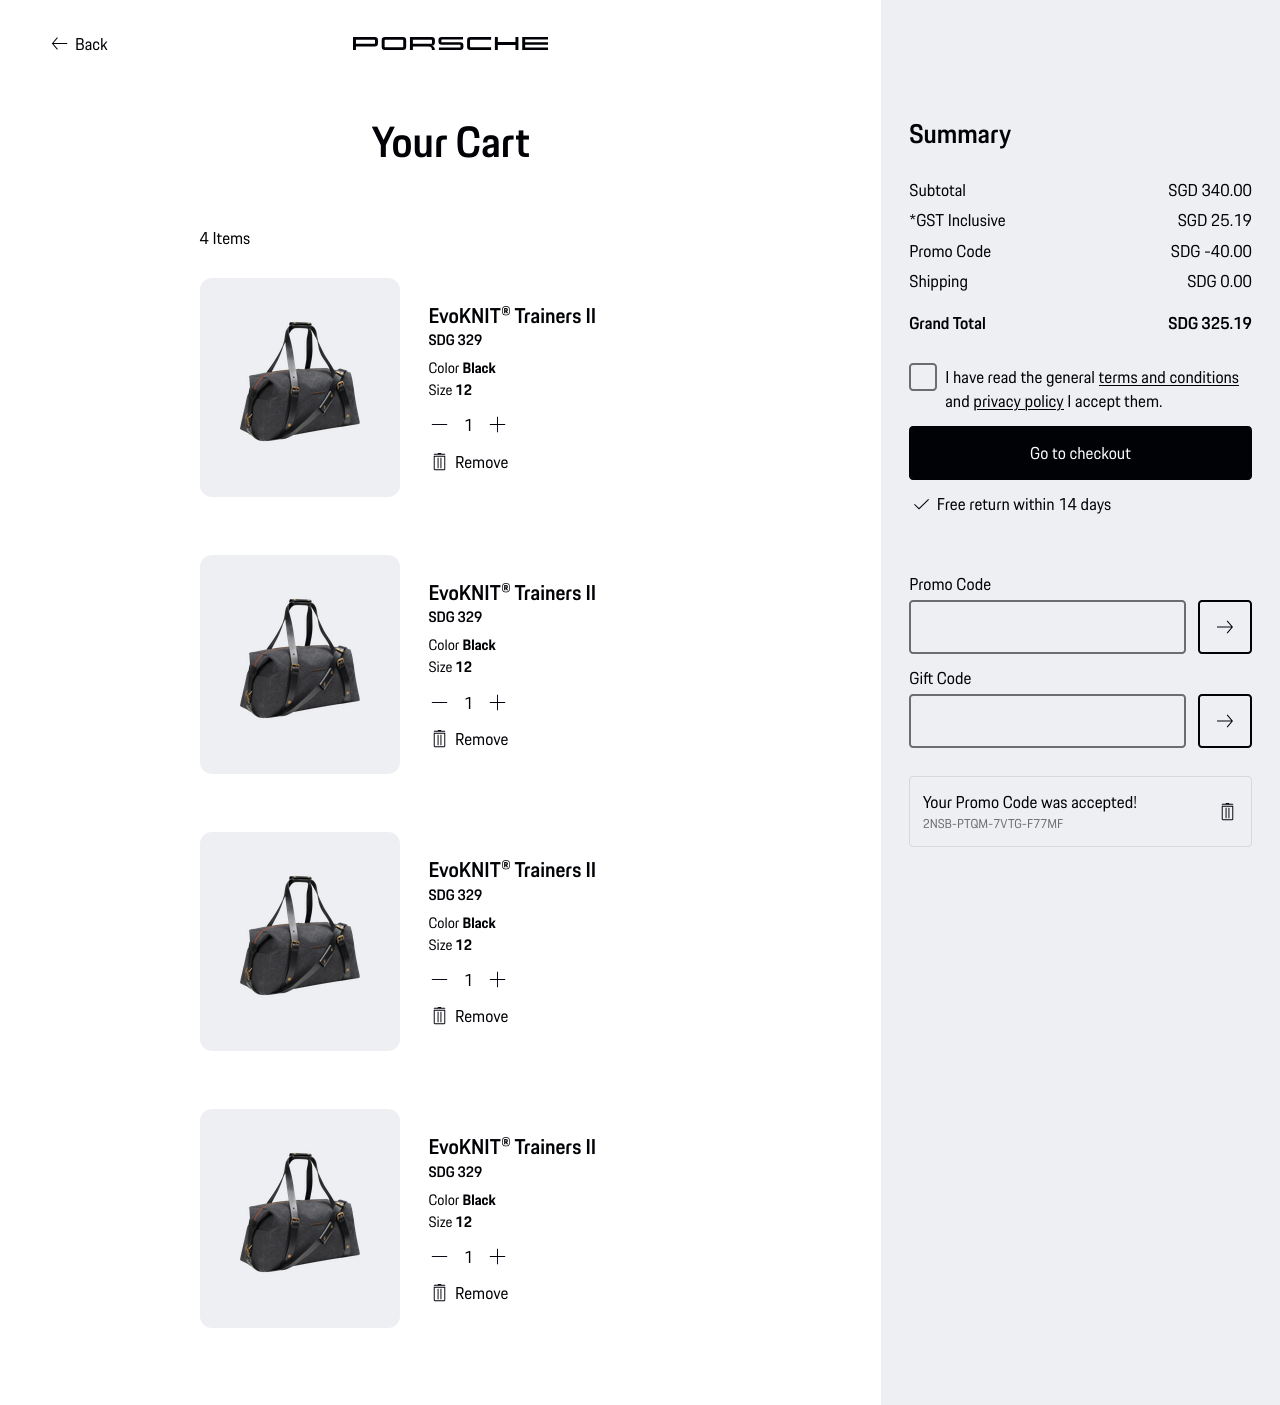 Back
PORSCHE
Your Cart
4 Items
EvoKNIT® Trainers II
SDG 329
Color Black
Size 12
1
Remove
EvoKNIT® Trainers II
SDG 329
Color Black
Size 12
1
Remove
EvoKNIT® Trainers II
SDG 329
Color Black
Size 12
1
Remove
EvoKNIT® Trainers II
SDG 329
Color Black
Size 12
1
Remove
Summary
Subtotal SGD 340.00
*GST Inclusive SGD 25.19
Promo Code SDG -40.00
Shipping SDG 0.00
Grand Total SDG 325.19
I have read the general terms and conditions
and privacy policy I accept them.
Go to checkout
Free return within 14 days
Promo Code
Gift Code
Your Promo Code was accepted!
2NSB-PTQM-7VTG-F77MF